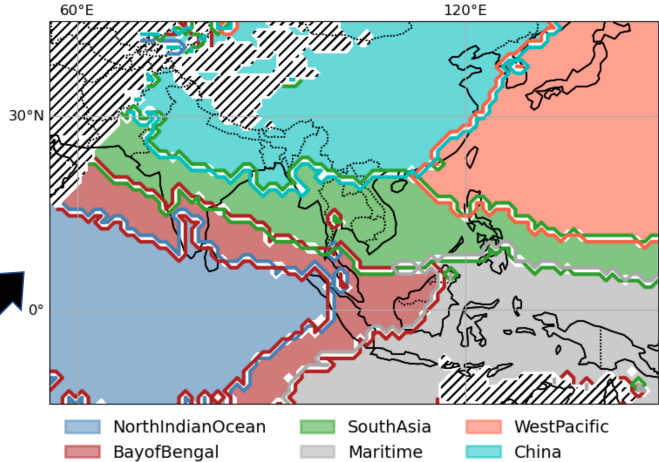 60°E 120°E
30°N
0°
NorthIndianOcean SouthAsia WestPacific
BayofBengal Maritime China